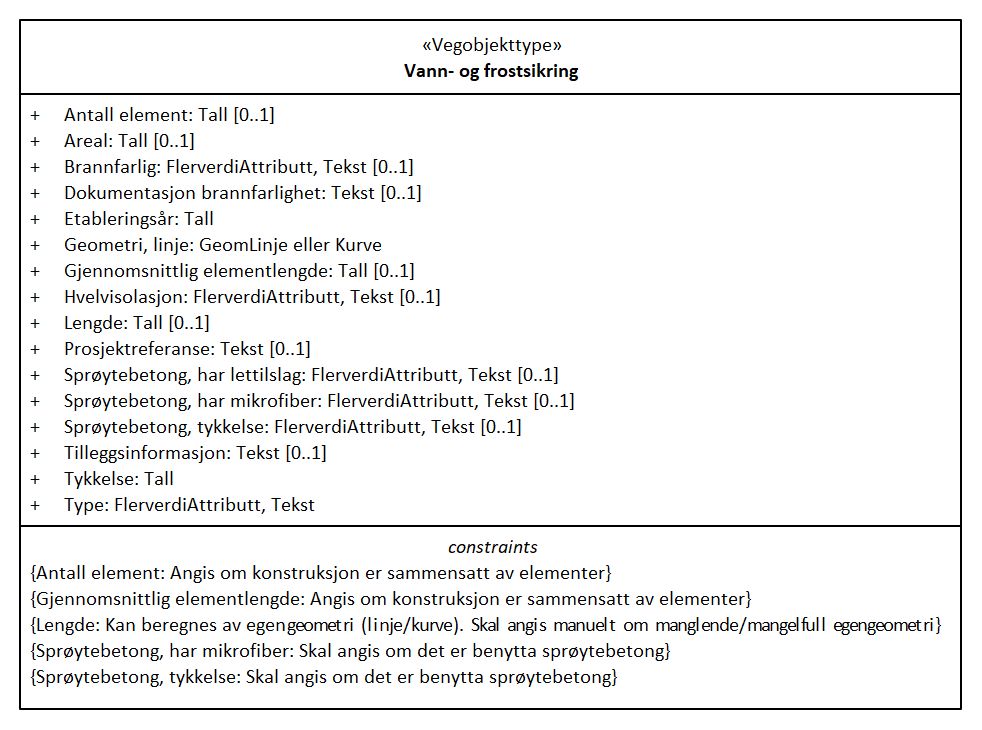 «Vegobjekttype»
Vann- og frostsikring
+ Antall element: Tall [0..1]
+ Areal: Tall [0..1]
+ Brannfarlig: FlerverdiAttributt, Tekst [0..1]
+ Dokumentasjon brannfarlighet: Tekst [0..1]
+ Etableringsår: Tall
+ Geometri, linje: GeomLinje eller Kurve
+ Gjennomsnittlig elementlengde: Tall [0..1]
+ Hvelvisolasjon: FlerverdiAttributt, Tekst [0..1]
+ Lengde: Tall [0..1]
+ Prosjektreferanse: Tekst [0..1]
+ Sprøytebetong, har lettilslag: FlerverdiAttributt, Tekst [0..1]
+ Sprøytebetong, har mikrofiber: FlerverdiAttributt, Tekst [0..1]
+ Sprøytebetong, tykkelse: FlerverdiAttributt, Tekst [0..1]
+ Tilleggsinformasjon: Tekst [0..1]
+ Tykkelse: Tall
+ Type: FlerverdiAttributt, Tekst
constraints
{Antall element: Angis om konstruksjon er sammensatt av elementer}
{Gjennomsnittlig elementlengde: Angis om konstruksjon er sammensatt av elementer}
{Lengde: Kan beregnes av egengeometri (linje/kurve). Skal angis manuelt om manglende/mangelfull egengeometri}
{Sprøytebetong, har mikrofiber: Skal angis om det er benytta sprøytebetong}
{Sprøytebetong, tykkelse: Skal angis om det er benytta sprøytebetong}